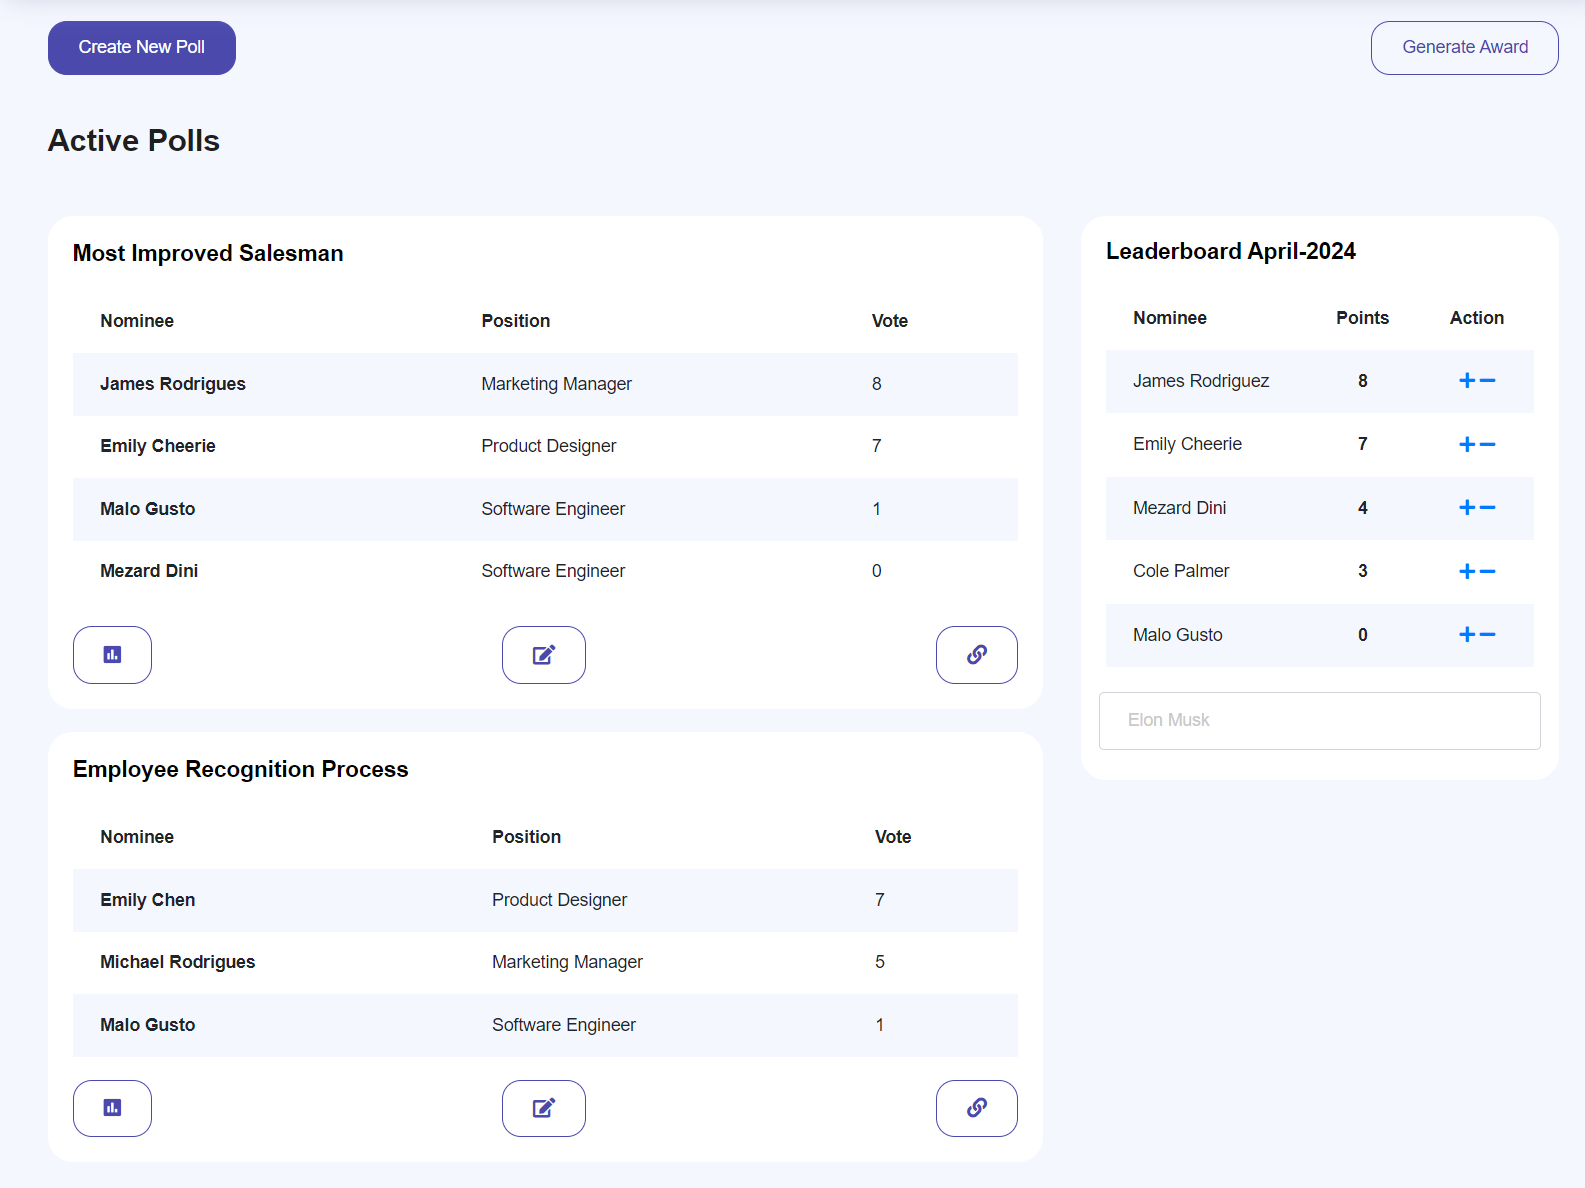 Create New Poll
Generate Award
Active Polls
Most Improved Salesman
Nominee Position Vote
James Rodrigues Marketing Manager 8
Emily Cheerie Product Designer 7
Malo Gusto Software Engineer 1
Mezard Dini Software Engineer 0
Employee Recognition Process
Nominee Position Vote
Emily Chen Product Designer 7
Michael Rodrigues Marketing Manager 5
Malo Gusto Software Engineer 1
Leaderboard April-2024
Nominee Points Action
James Rodriguez 8
Emily Cheerie 7
Mezard Dini 4
Cole Palmer 3
Malo Gusto 0
Elon Musk